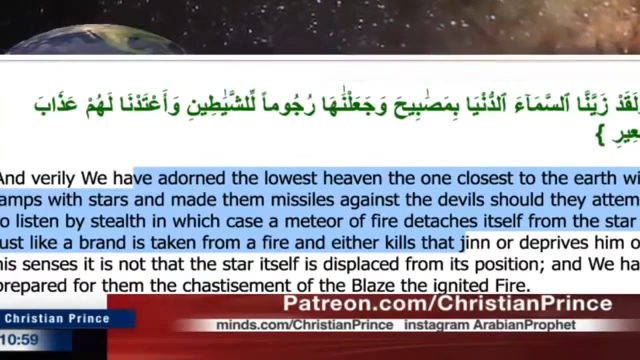 وَلَقَدْ زَيَّنَّا ٱلسَّمَآءَ ٱلدُّنْيَا بِمَصَٰبِيحَ وَجَعَلْنَٰهَا رُجُوماً لِّلشَّيَٰطِينِ وَأَعْتَدْنَا لَهُمْ عَذَابَ
{
And verily We have adorned the lowest heaven the one closest to the earth wi
amps with stars and made them missiles against the devils should they attem
o listen by stealth in which case a meteor of fire detaches itself from the star
ust like a brand is taken from a fire and either kills that jinn or deprives him o
his senses it is not that the star itself is displaced from its position; and We ha
prepared for them the chastisement of the Blaze the ignited Fire.
Patreon.com/ChristianPrince
Christian Prince
minds.com/ChristianPrince instagram ArabianProphet
10:59